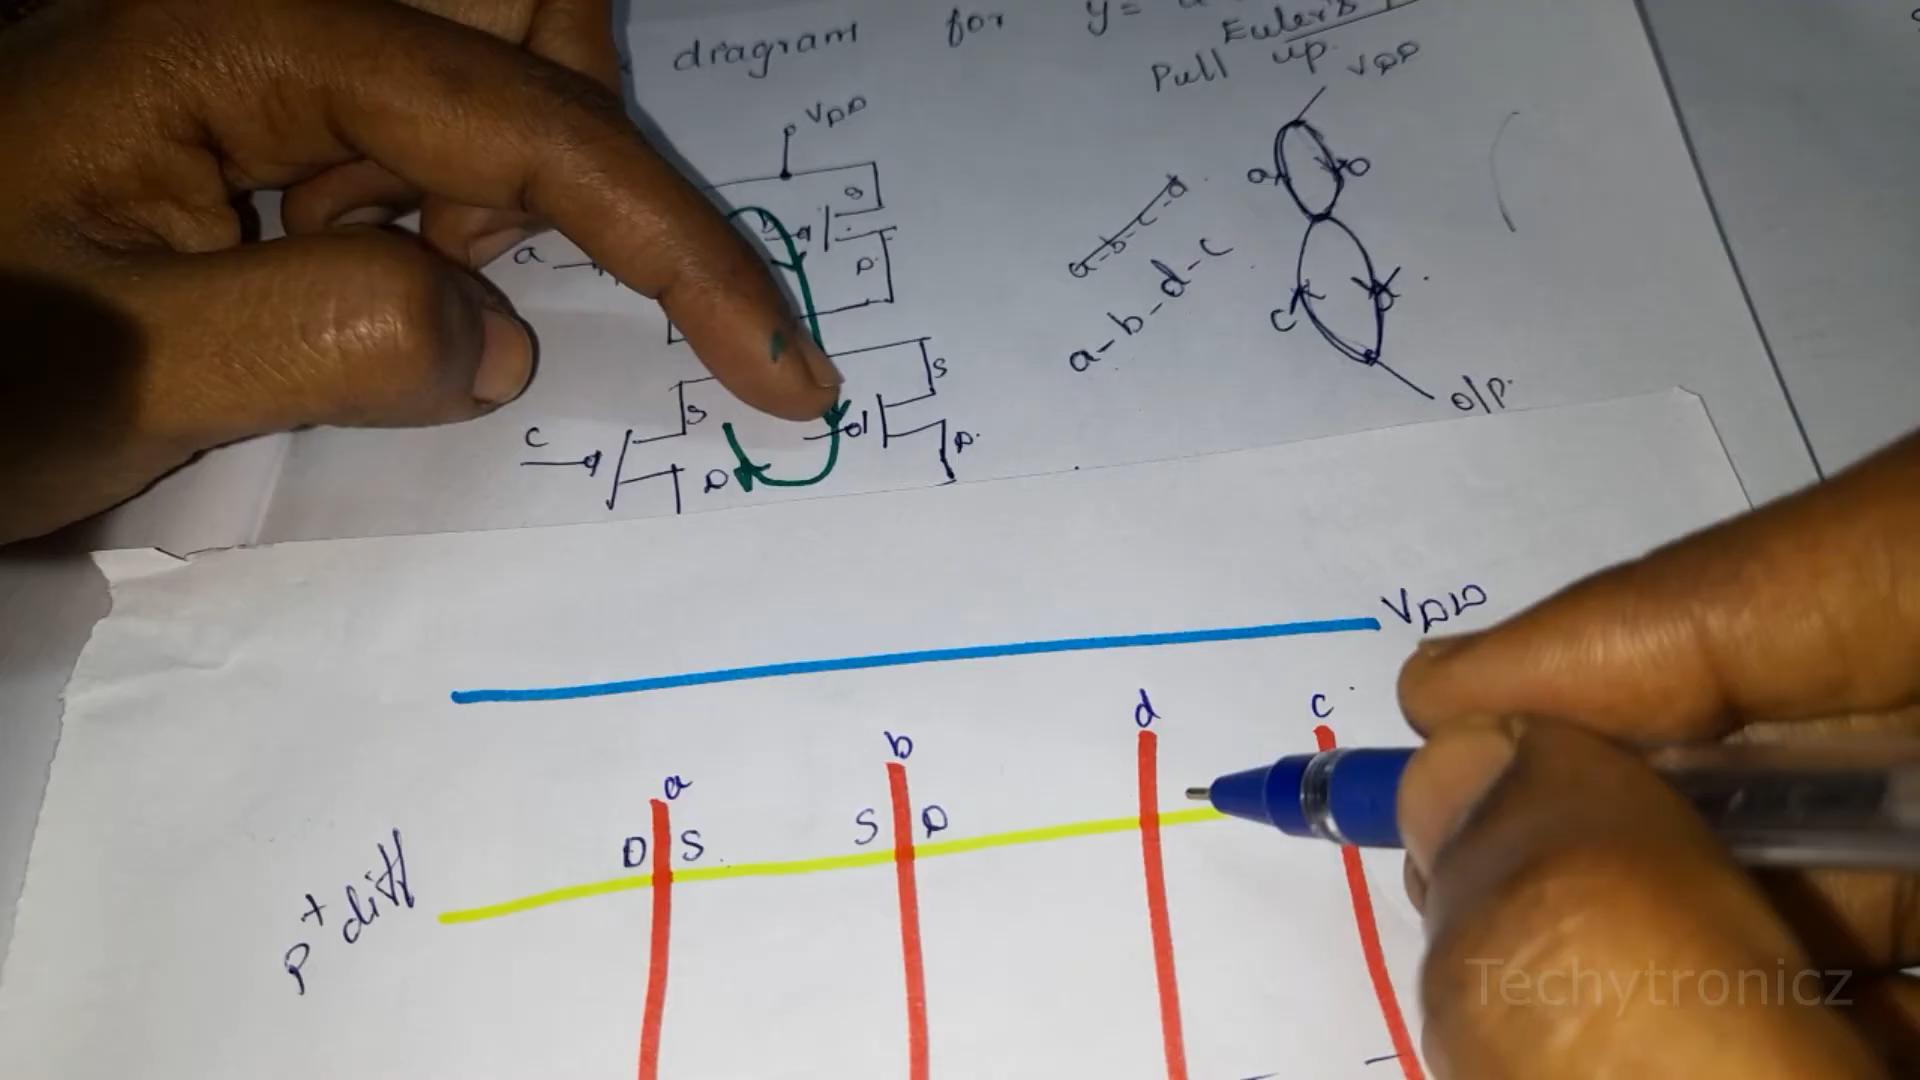 diagram for y =
Euler's
Pull up.
VDD
VDD
a
S
D
a
b
a-b-c-d
a-b-d-c
c
d
S
S
c
d
D
D
O/P
VDD
a
b
d
c
D S
S D
P+ diff
Techytronicz